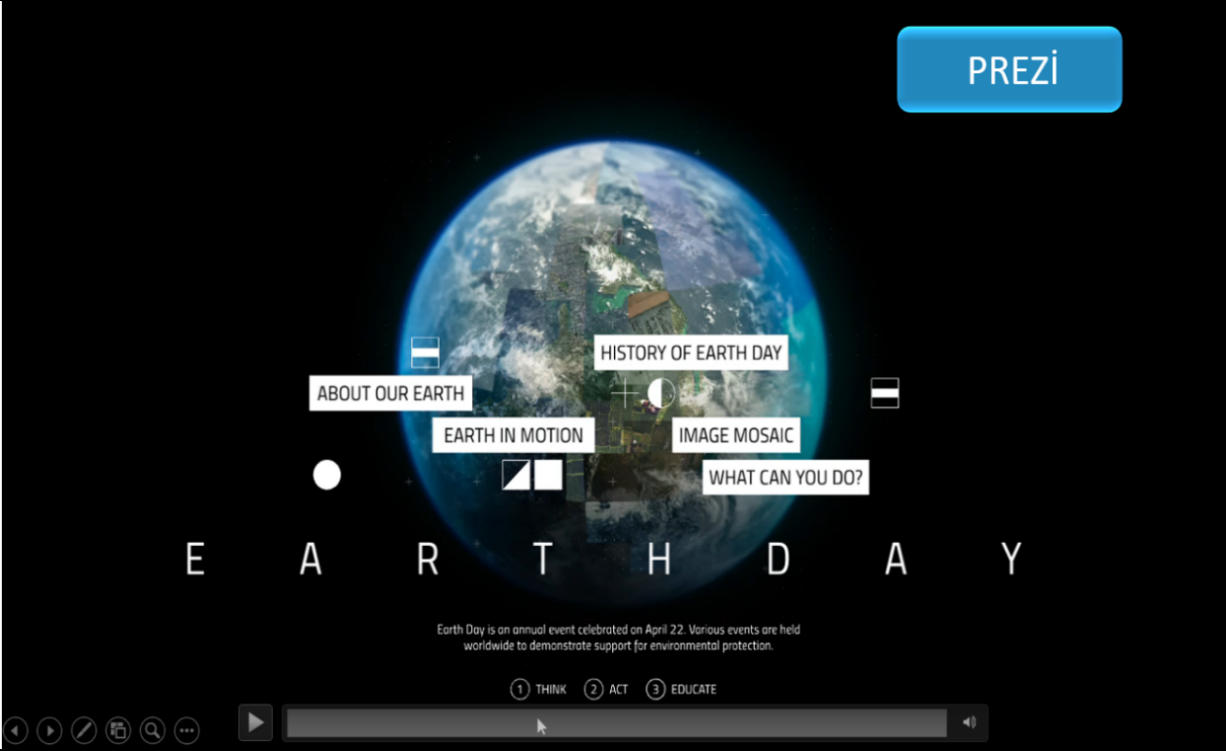 PREZİ
HISTORY OF EARTH DAY
ABOUT OUR EARTH
EARTH IN MOTION
IMAGE MOSAIC
WHAT CAN YOU DO?
E A R T H D A Y
Earth Day is an annual event celebrated on April 22. Various events are held
worldwide to demonstrate support for environmental protection.
1 THINK 2 ACT 3 EDUCATE